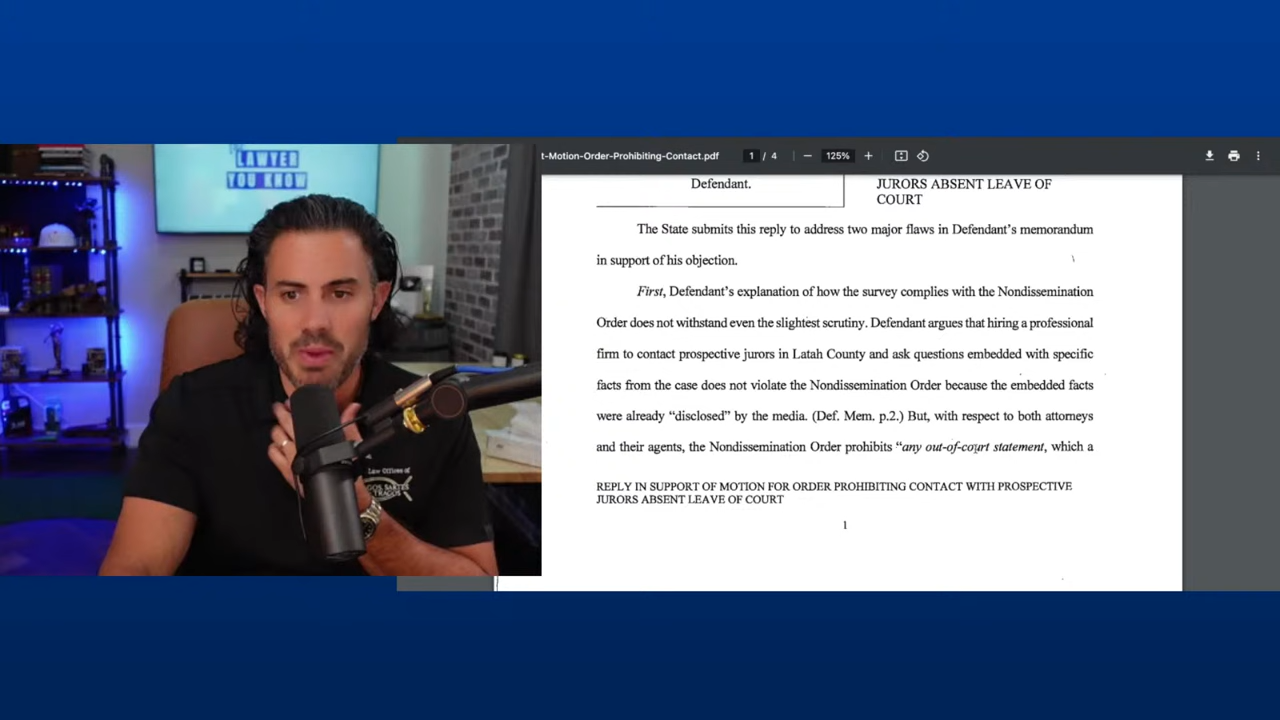 LAWYER
YOU KNOW
Law Offices of
t-Motion-Order-Prohibiting-Contact.pdf
1 / 4
125%
Defendant.
JURORS ABSENT LEAVE OF
COURT
The State submits this reply to address two major flaws in Defendant's memorandum
in support of his objection.
First, Defendant's explanation of how the survey complies with the Nondissemination
Order does not withstand even the slightest scrutiny. Defendant argues that hiring a professional
firm to contact prospective jurors in Latah County and ask questions embedded with specific
facts from the case does not violate the Nondissemination Order because the embedded facts
were already “disclosed” by the media. (Def. Mem. p.2.) But, with respect to both attorneys
and their agents, the Nondissemination Order prohibits “any out-of-court statement, which a
REPLY IN SUPPORT OF MOTION FOR ORDER PROHIBITING CONTACT WITH PROSPECTIVE
JURORS ABSENT LEAVE OF COURT
1